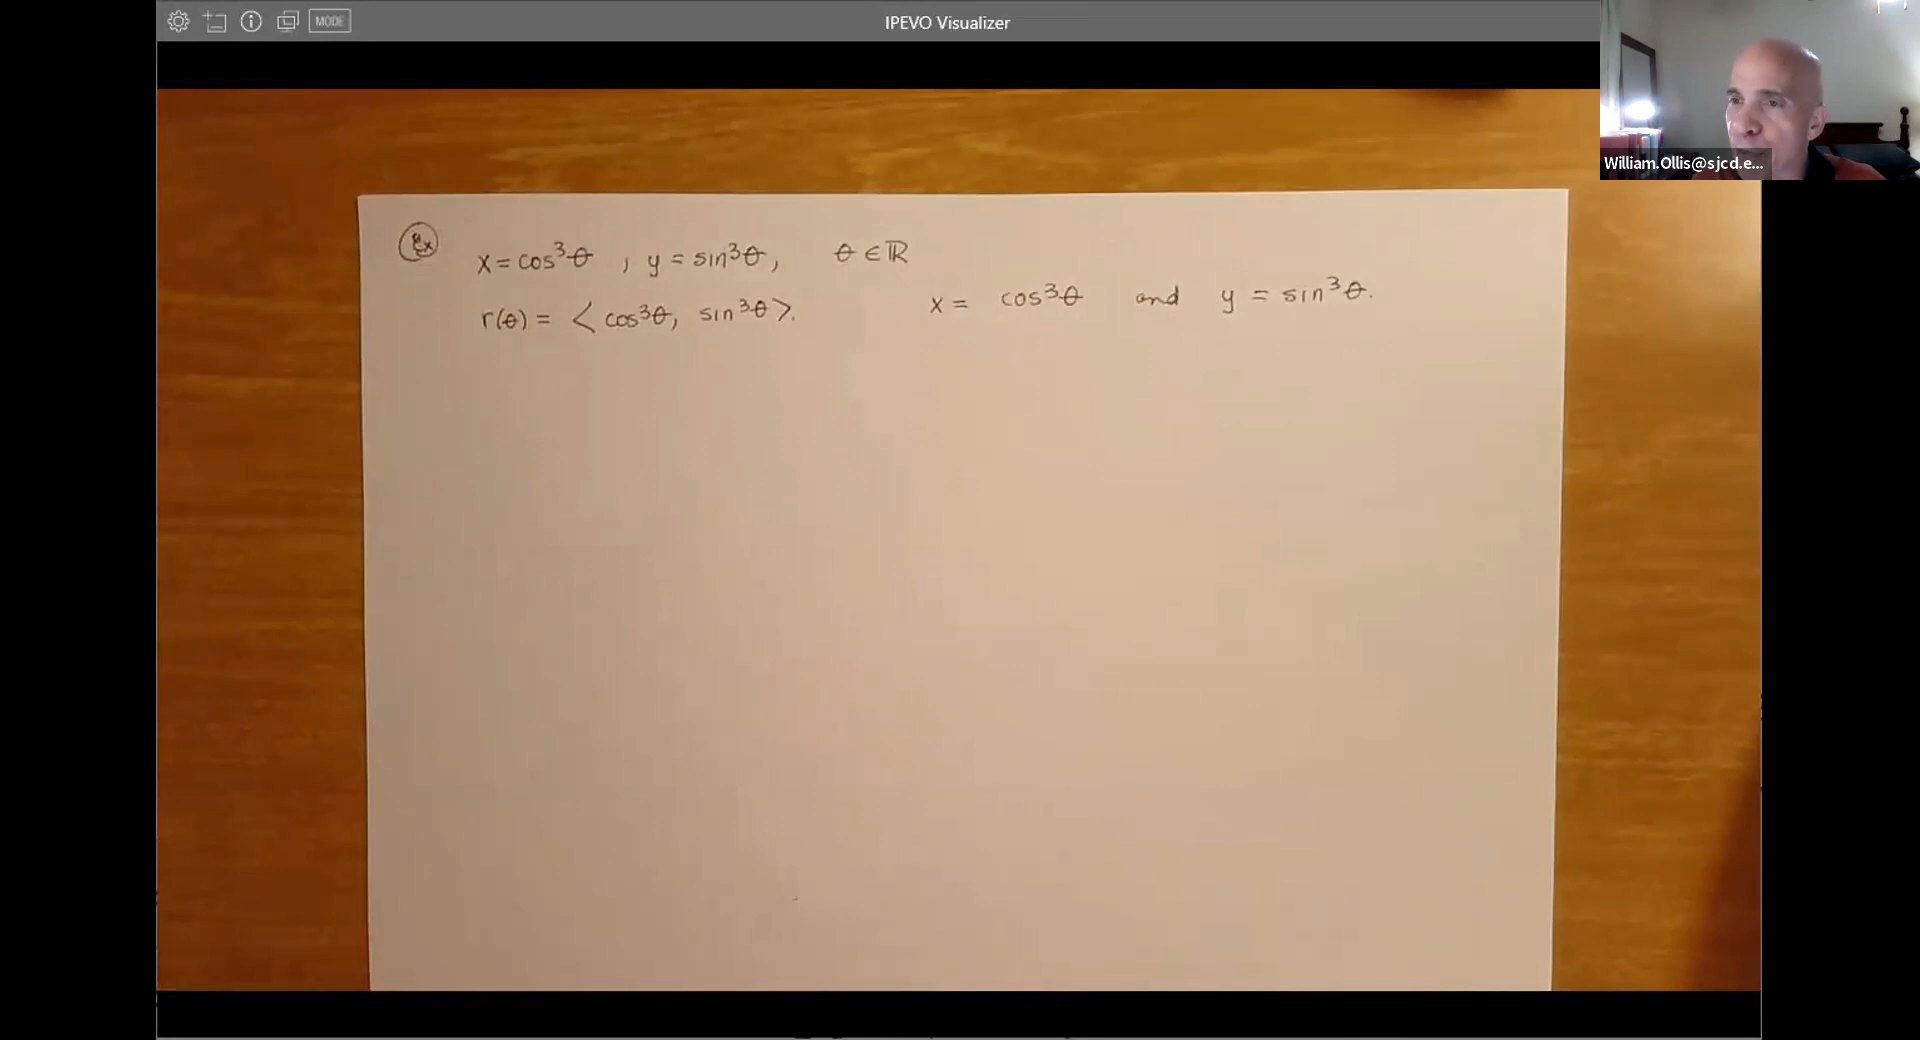 MODE
IPEVO Visualizer
William.Ollis@sjcd.e...
Ex
x = cos³θ , y = sin³θ, θ ∈ ℝ
r(θ) = < cos³θ, sin³θ >. x = cos³θ and y = sin³θ.